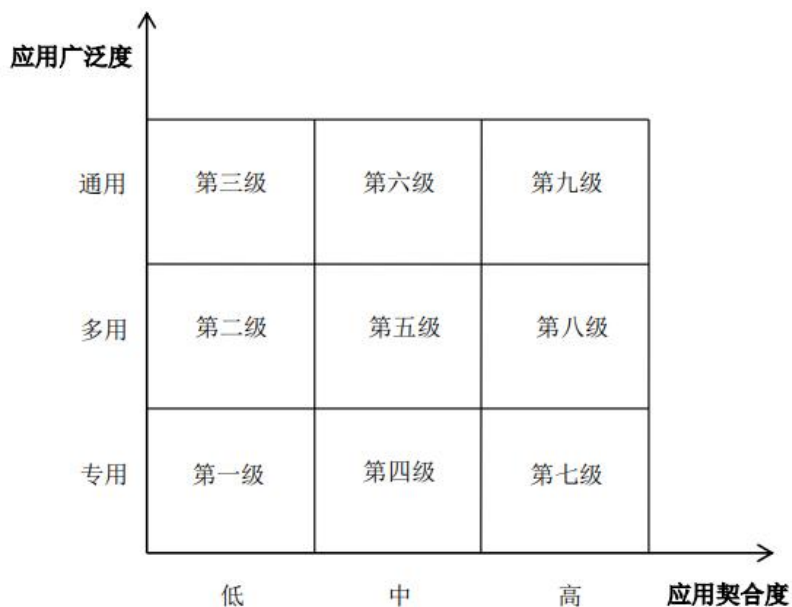 应用广泛度
通用 第三级 第六级 第九级
多用 第二级 第五级 第八级
专用 第一级 第四级 第七级
低 中 高 应用契合度